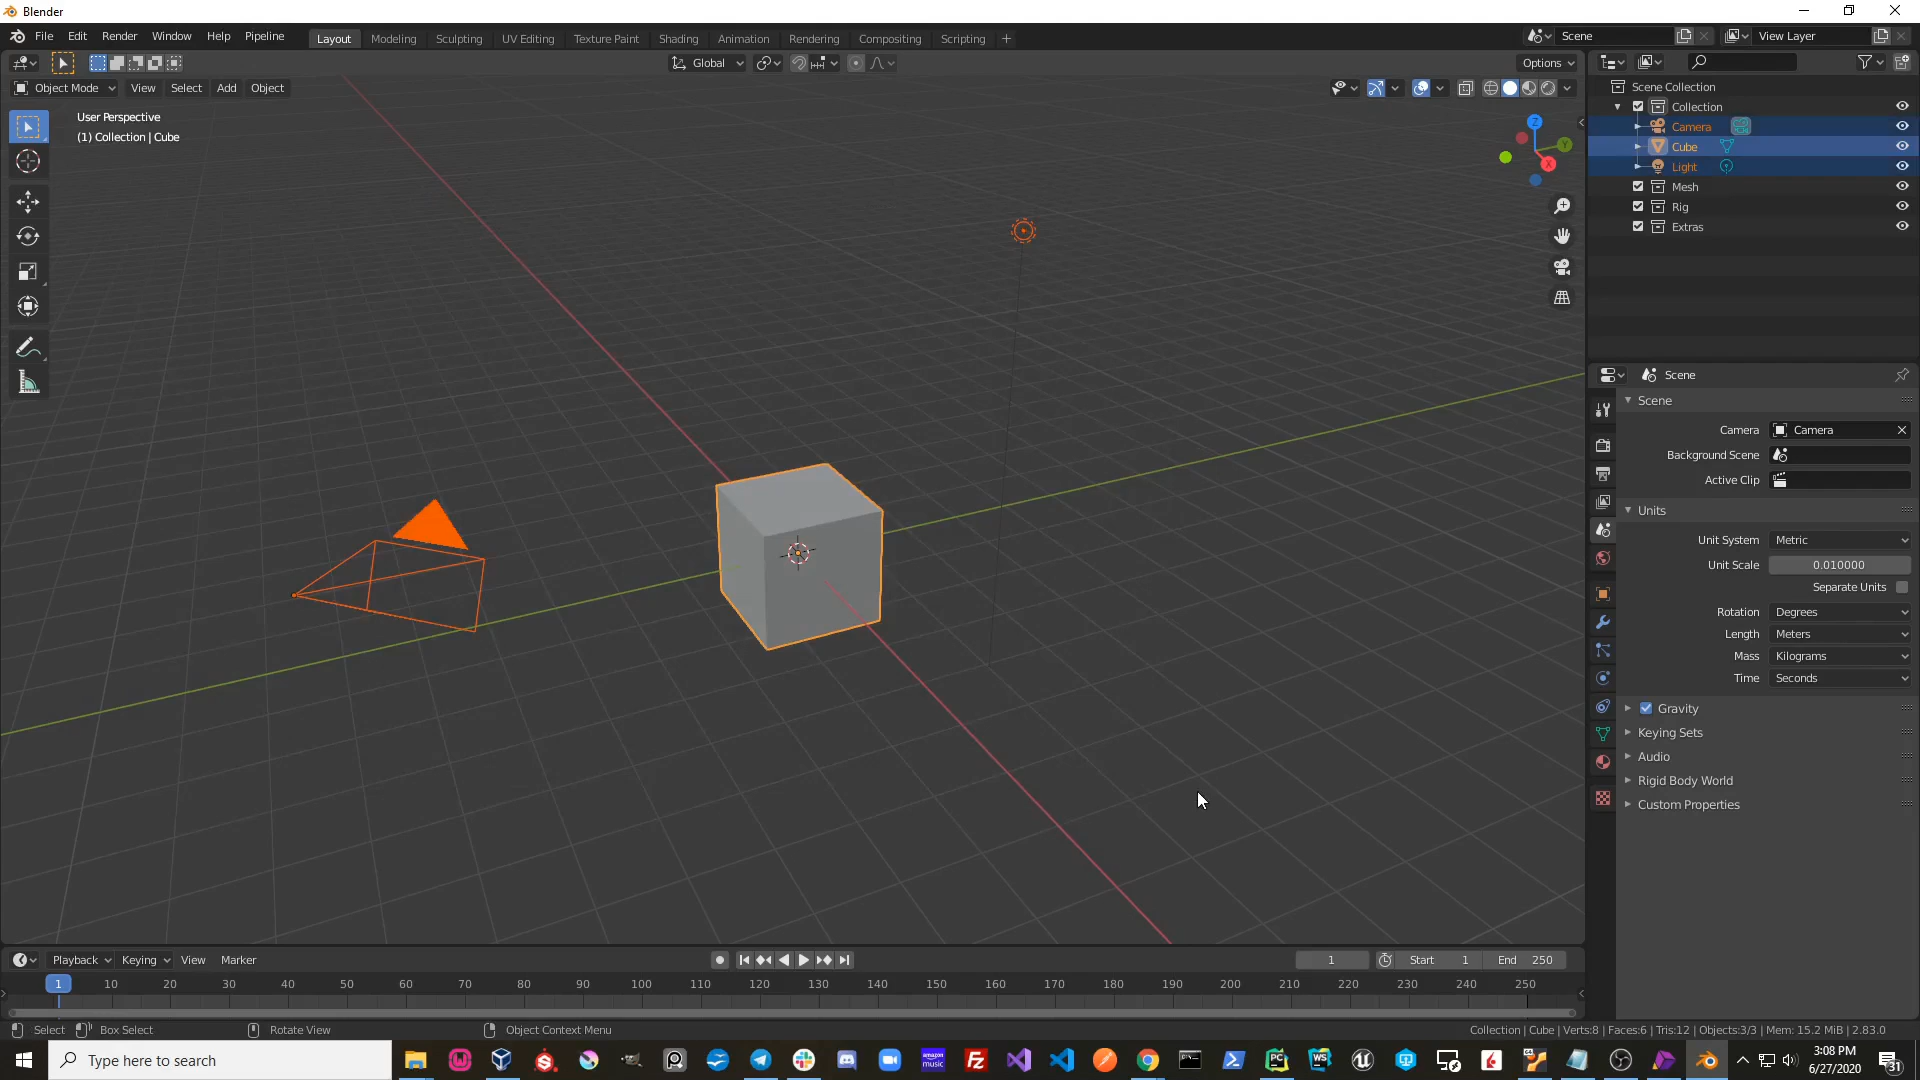 Blender
File Edit Render Window Help Pipeline Layout Modeling Sculpting UV Editing Texture Paint Shading Animation Rendering Compositing Scripting + Scene View Layer
Global Options
Object Mode View Select Add Object
User Perspective
(1) Collection | Cube
Z
Y
X
Scene Collection
Collection
Camera
Cube
Light
Mesh
Rig
Extras
Scene
Scene
Camera Camera
Background Scene
Active Clip
Units
Unit System Metric
Unit Scale 0.010000
Separate Units
Rotation Degrees
Length Meters
Mass Kilograms
Time Seconds
Gravity
Keying Sets
Audio
Rigid Body World
Custom Properties
Playback Keying View Marker 1 Start 1 End 250
1 10 20 30 40 50 60 70 80 90 100 110 120 130 140 150 160 170 180 190 200 210 220 230 240 250
Select Box Select Rotate View Object Context Menu Collection | Cube | Verts:8 | Faces:6 | Tris:12 | Objects:3/3 | Mem: 15.2 MiB | 2.83.0
Type here to search
amazon music
Fz
PC
WS
3:08 PM
6/27/2020
31